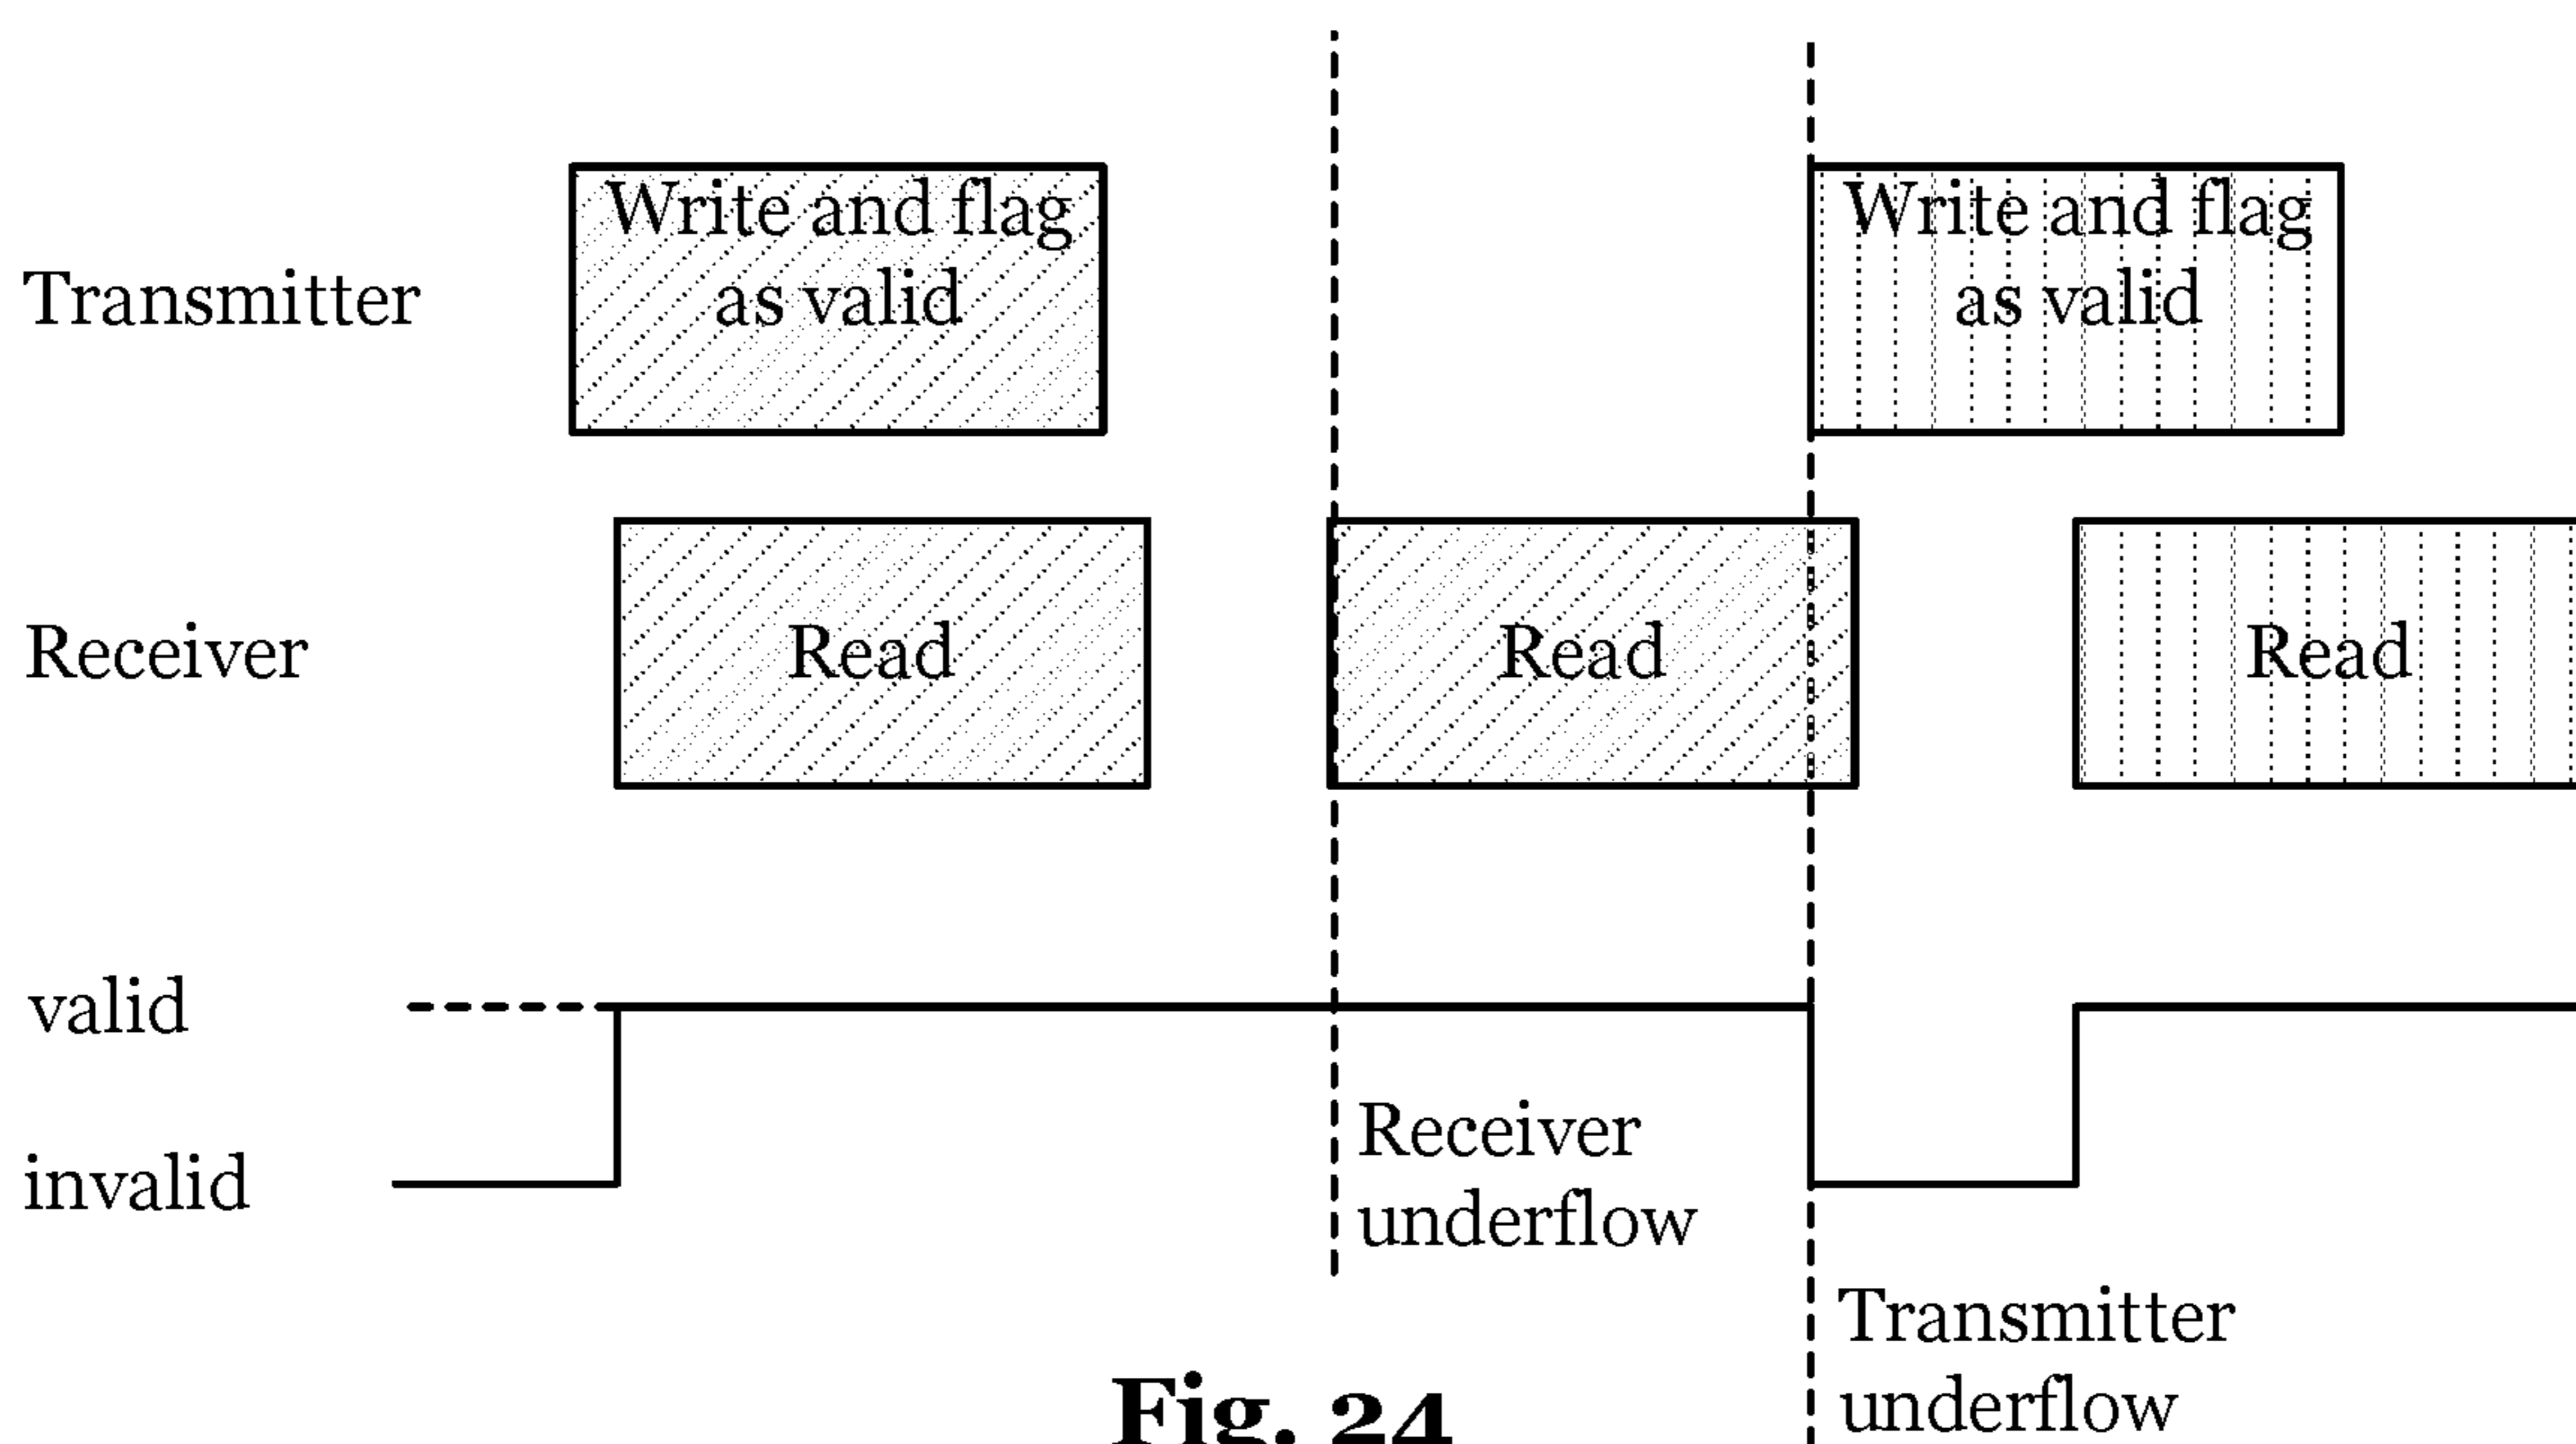 Write and flag
as valid
Write and flag
as valid
Transmitter
Receiver
Read
Read
Read
valid
invalid
Receiver
underflow
Transmitter
underflow
Fig. 24